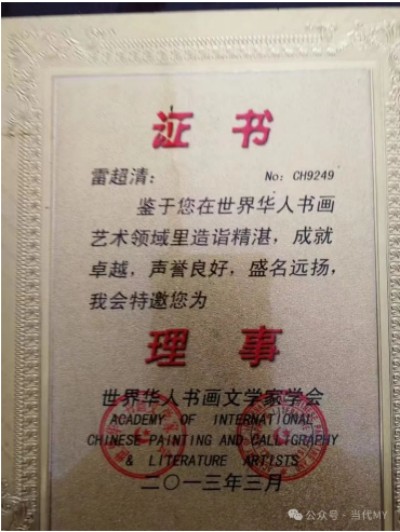 证书
雷超清： No：CH9249
鉴于您在世界华人书画
艺术领域里造诣精湛，成就
卓越，声誉良好，盛名远扬，
我会特邀您为
理事
世界华人书画文学家学会
ACADEMY OF INTERNATIONAL
CHINESE PAINTING AND CALLIGRAPHY
& LITERATURE ARTISTS
二〇一三年三月
公众号·当代MY